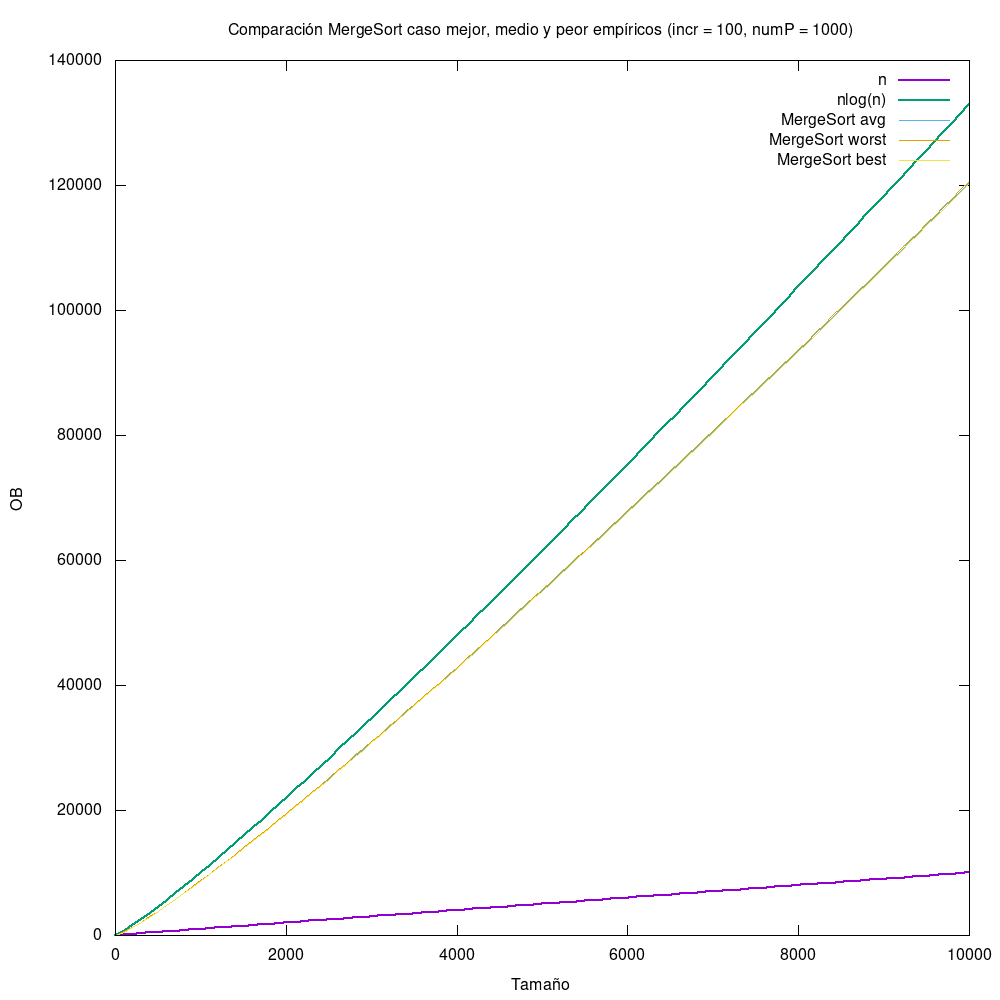 Comparación MergeSort caso mejor, medio y peor empíricos (incr = 100, numP = 1000)
140000
120000
100000
80000
60000
40000
20000
0
OB
n
nlog(n)
MergeSort avg
MergeSort worst
MergeSort best
0 2000 4000 6000 8000 10000
Tamaño